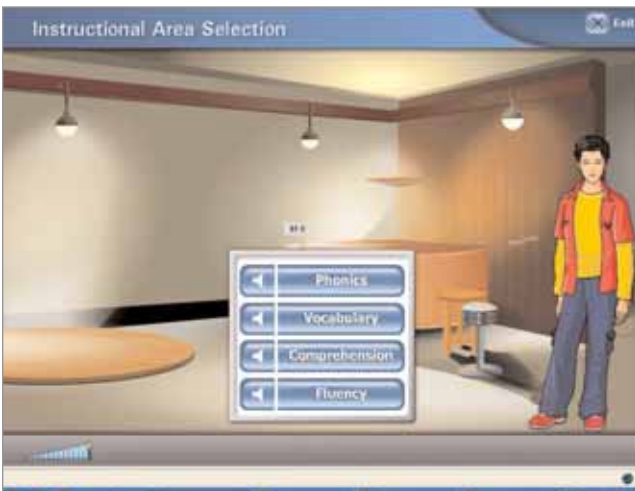 Instructional Area Selection
Exit
Phonics
Vocabulary
Comprehension
Fluency